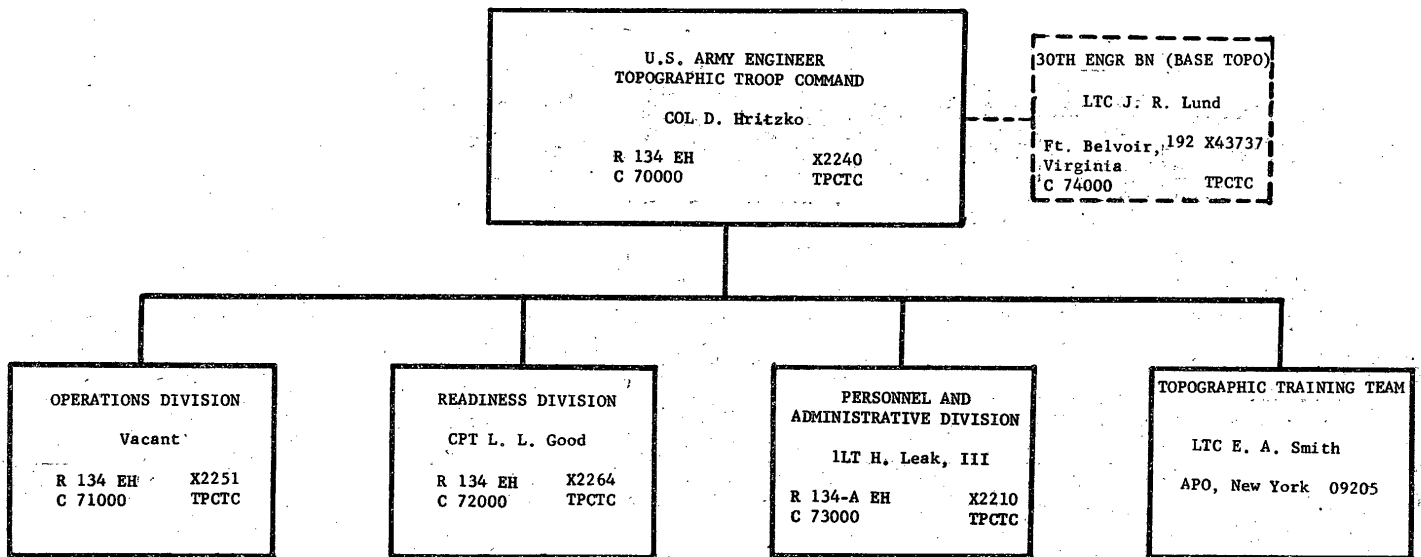 U.S. ARMY ENGINEER
TOPOGRAPHIC TROOP COMMAND
COL D. Hritzko
R 134 EH X2240
C 70000 TPCTC
30TH ENGR BN (BASE TOPO)
LTC J. R. Lund
Ft. Belvoir, 192 X43737
Virginia
C 74000 TPCTC
OPERATIONS DIVISION
Vacant
R 134 EH X2251
C 71000 TPCTC
READINESS DIVISION
CPT L. L. Good
R 134 EH X2264
C 72000 TPCTC
PERSONNEL AND
ADMINISTRATIVE DIVISION
1LT H. Leak, III
R 134-A EH X2210
C 73000 TPCTC
TOPOGRAPHIC TRAINING TEAM
LTC E. A. Smith
APO, New York 09205